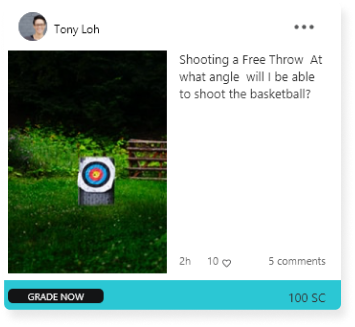 Tony Loh
Shooting a Free Throw At
what angle will I be able
to shoot the basketball?
2h 10 5 comments
GRADE NOW 100 SC